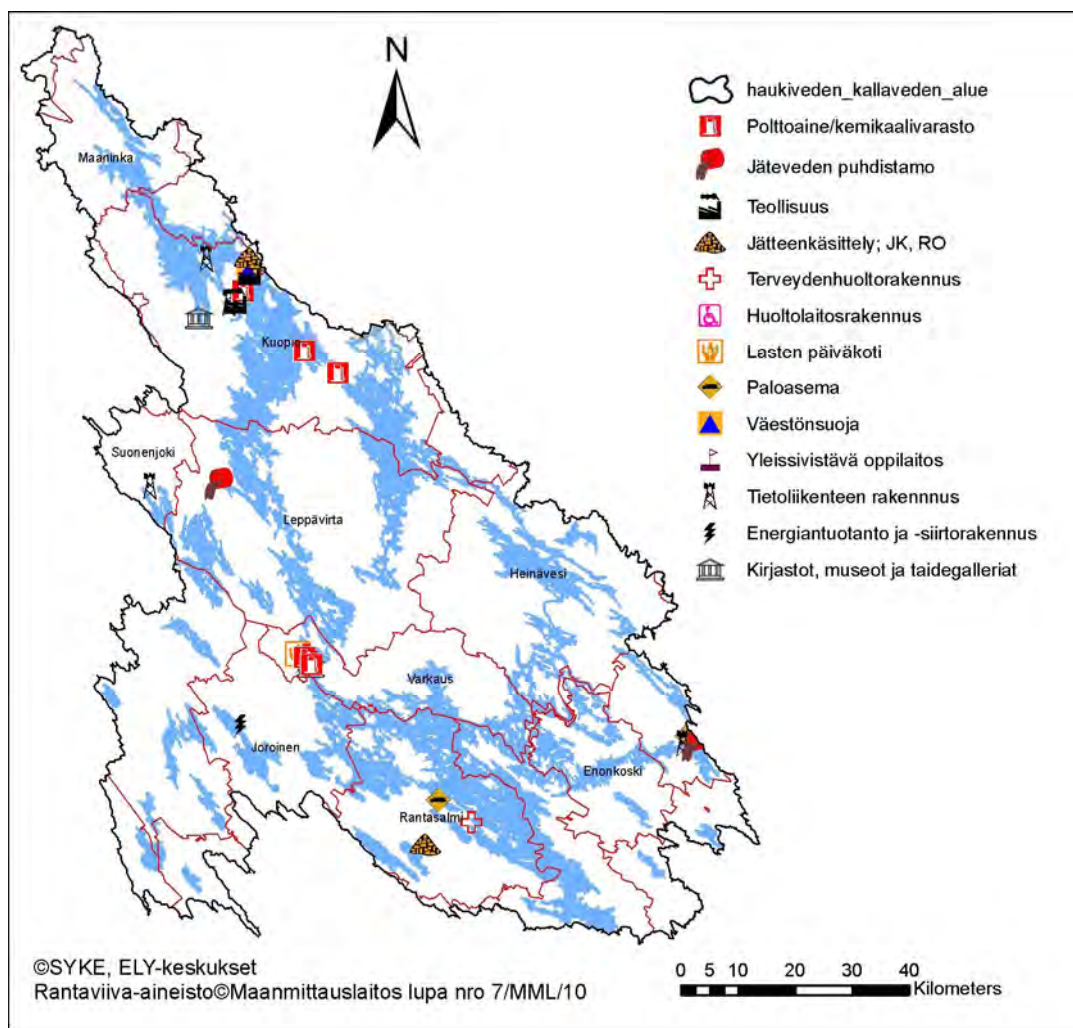 N
haukiveden_kallaveden_alue
Polttoaine/kemikaalivarasto
Jäteveden puhdistamo
Teollisuus
Jätteenkäsittely; JK, RO
Terveydenhuoltorakennus
Huoltolaitosrakennus
Lasten päiväkoti
Paloasema
Väestönsuoja
Yleissivistävä oppilaitos
Tietoliikenteen rakennnus
Energiantuotanto ja -siirtorakennus
Kirjastot, museot ja taidegalleriat
Maaninka
Kuopio
Suonenjoki
Leppävirta
Heinävesi
Varkaus
Joroinen
Enonkoski
Rantasalmi
©SYKE, ELY-keskukset
Rantaviiva-aineisto©Maanmittauslaitos lupa nro 7/MML/10
0 5 10 20 30 40
Kilometers